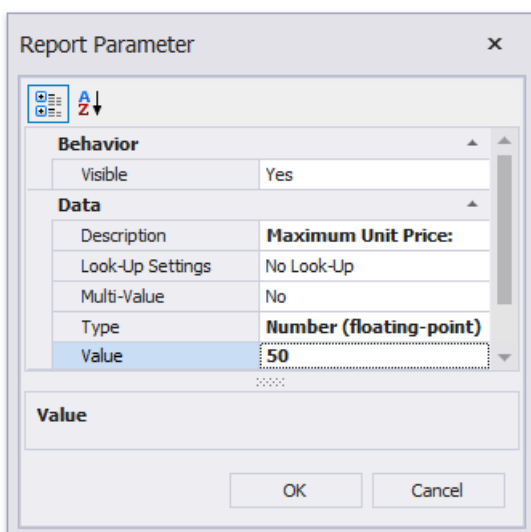 Report Parameter
A
Z
Behavior
Visible Yes
Data
Description Maximum Unit Price:
Look-Up Settings No Look-Up
Multi-Value No
Type Number (floating-point)
Value 50
Value
OK Cancel